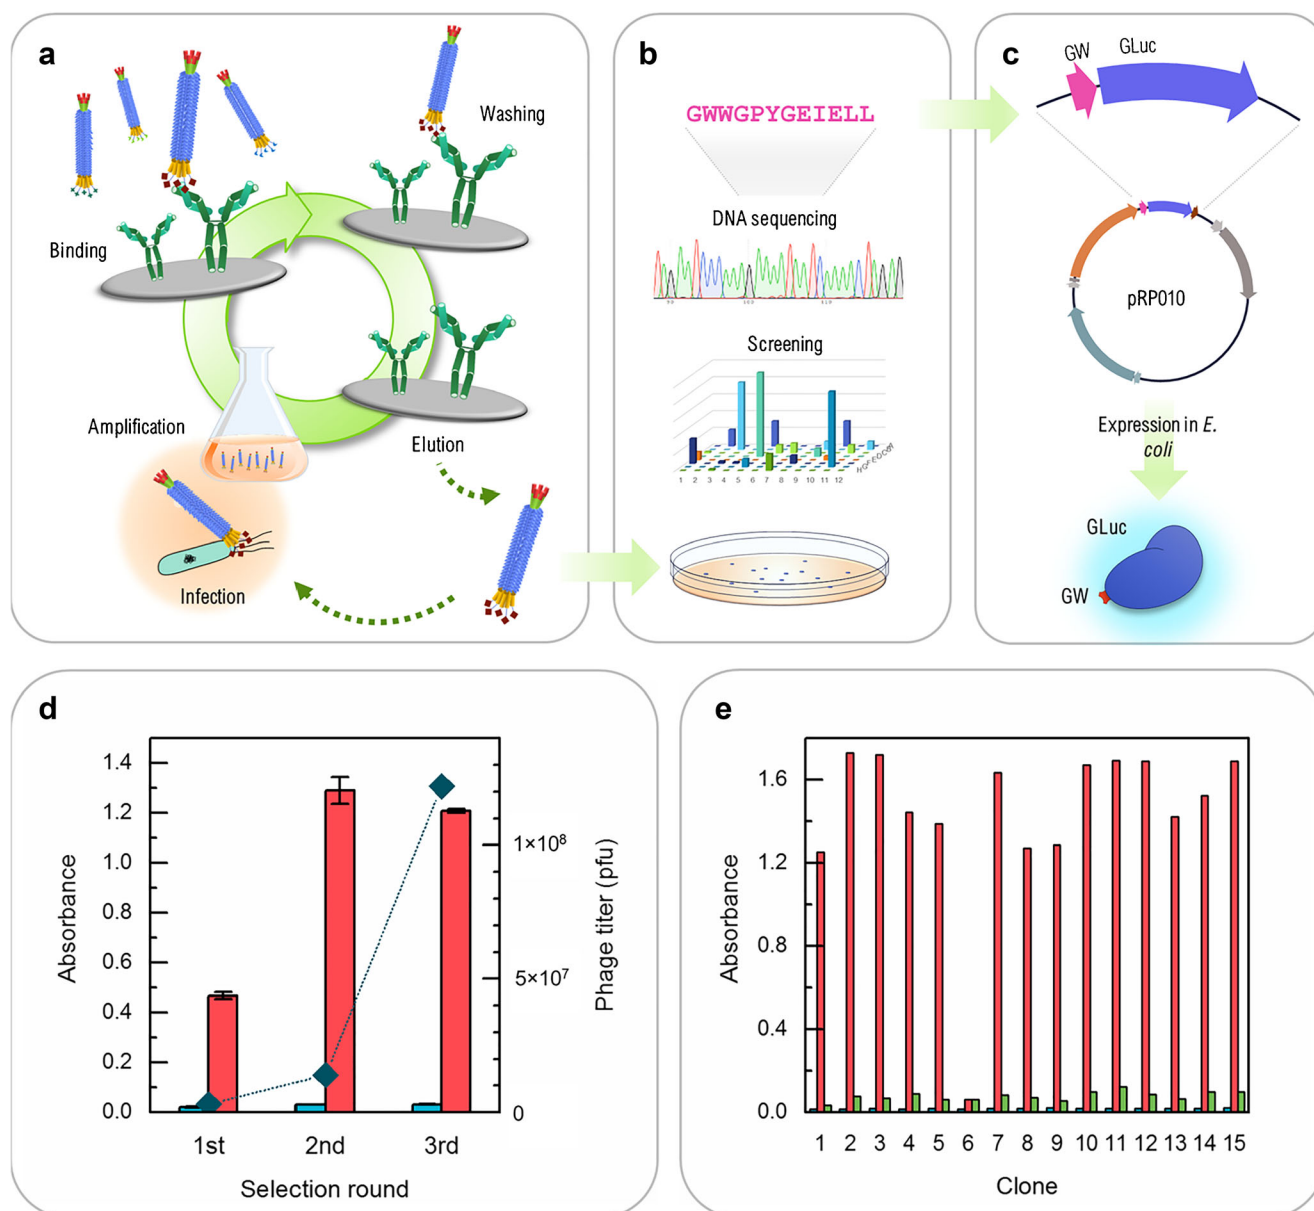 a
Washing
Binding
Amplification
Elution
Infection
b
GWWGPYGEIELL
DNA sequencing
Screening
1 2 3 4 5 6 7 8 9 10 11 12
c
GW
GLuc
pRP010
Expression in E.
coli
GLuc
GW
d
1.4
1.2
1.0
0.8
0.6
0.4
0.2
0.0
Absorbance
1×10⁸
5×10⁷
0
Phage titer (pfu)
1st 2nd 3rd
Selection round
e
1.6
1.2
0.8
0.4
0.0
Absorbance
1 2 3 4 5 6 7 8 9 10 11 12 13 14 15
Clone